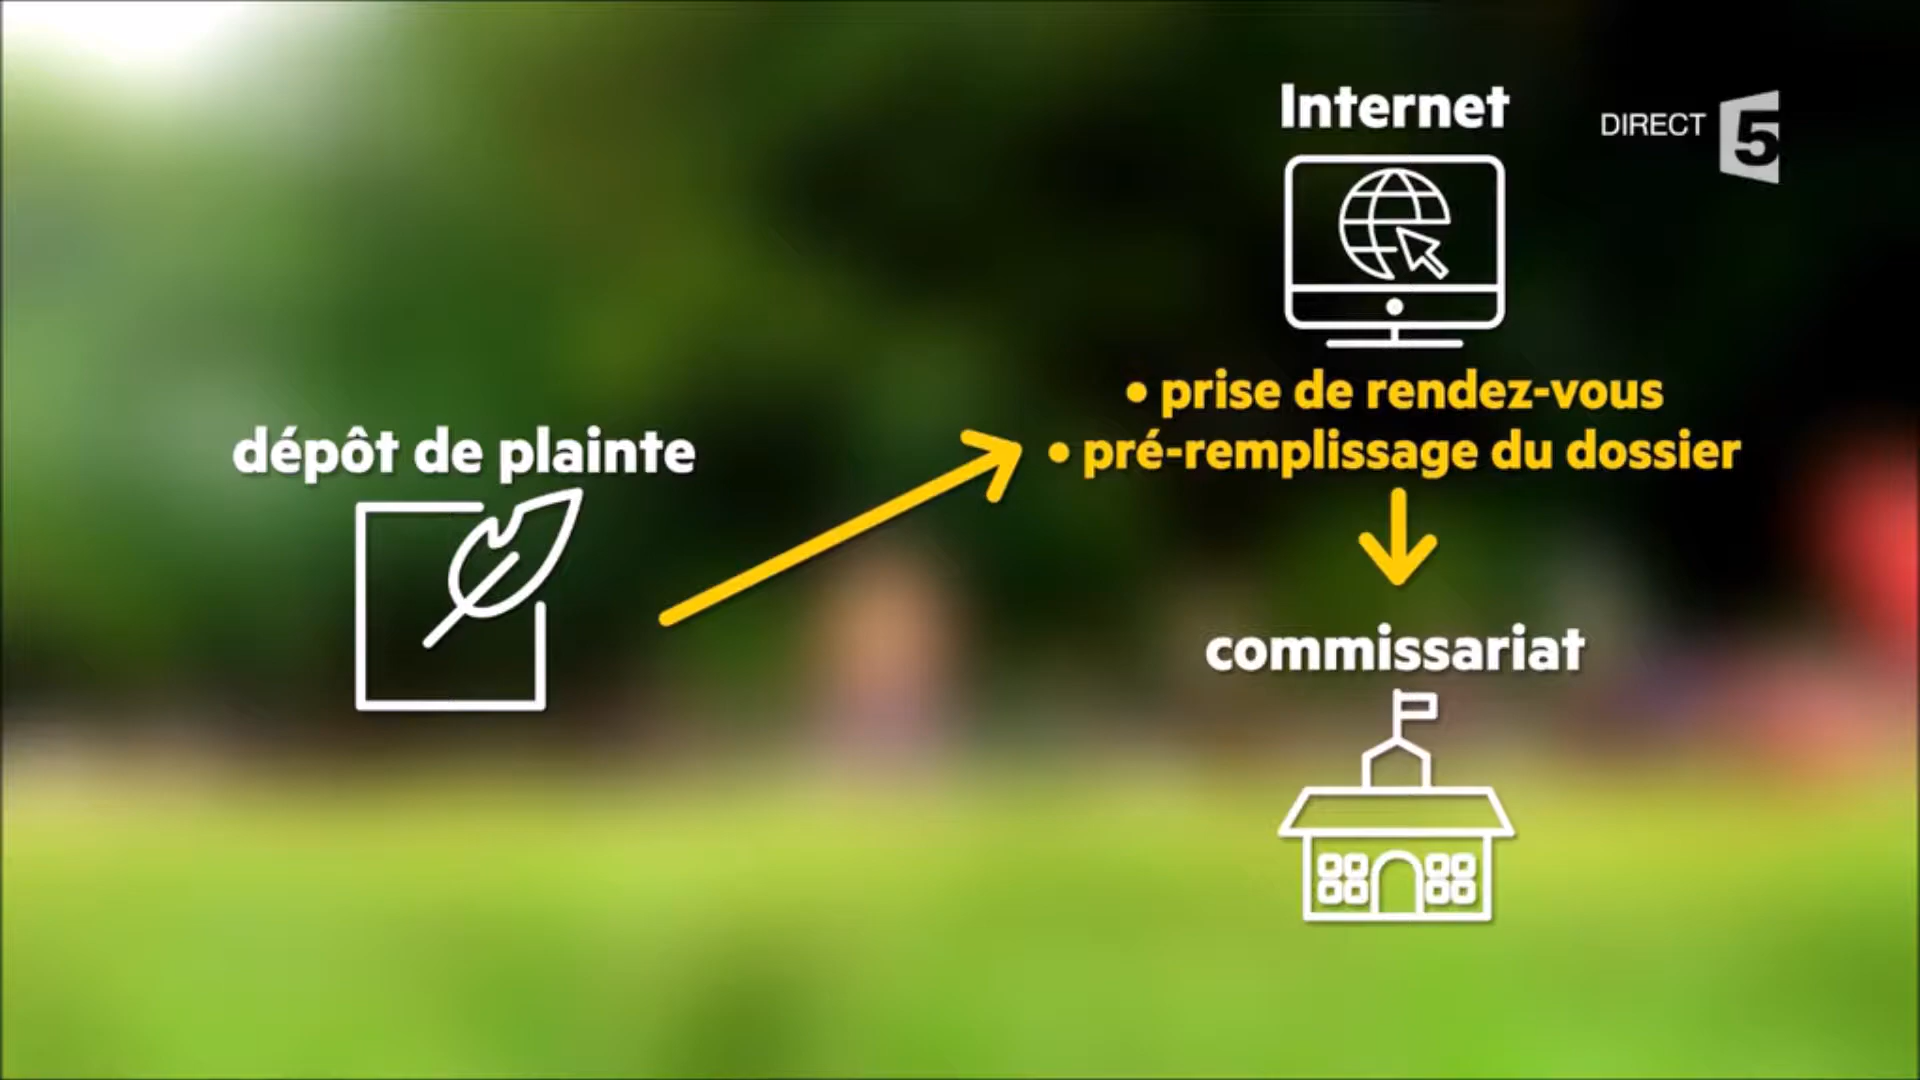 Internet
DIRECT 5
• prise de rendez-vous
• pré-remplissage du dossier
dépôt de plainte
commissariat